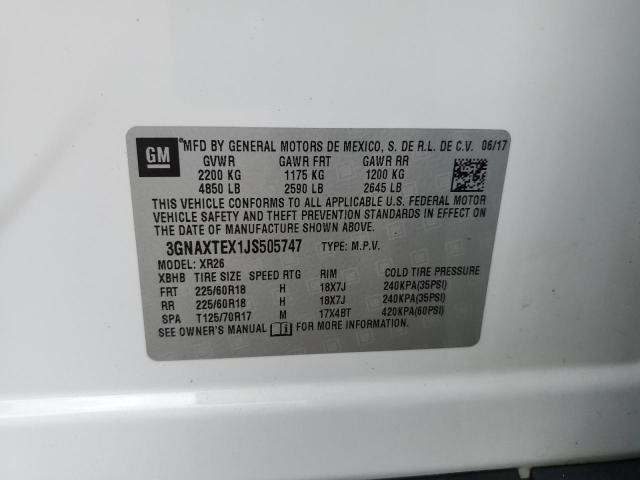 GM MFD BY GENERAL MOTORS DE MEXICO, S. DE R.L. DE C.V. 06/17
GVWR GAWR FRT GAWR RR
2200 KG 1175 KG 1200 KG
4850 LB 2590 LB 2645 LB
THIS VEHICLE CONFORMS TO ALL APPLICABLE U.S. FEDERAL MOTOR
VEHICLE SAFETY AND THEFT PREVENTION STANDARDS IN EFFECT ON
THE DATE OF MANUFACTURE SHOWN ABOVE.
3GNAXTEX1JS505747 TYPE: M.P.V.
MODEL: XR26
XBHB TIRE SIZE SPEED RTG RIM COLD TIRE PRESSURE
FRT 225/60R18 H 18X7J 240KPA(35PSI)
RR 225/60R18 H 18X7J 240KPA(35PSI)
SPA T125/70R17 M 17X4BT 420KPA(60PSI)
SEE OWNER'S MANUAL FOR MORE INFORMATION